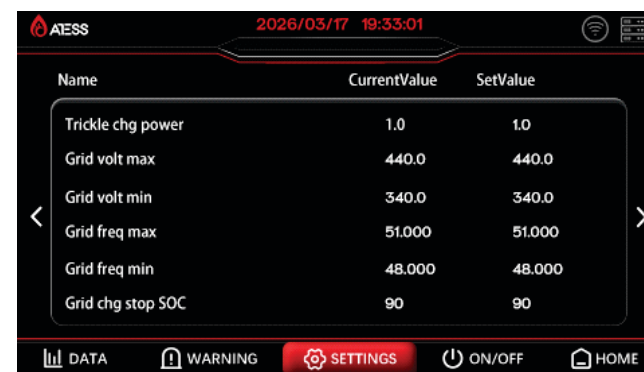 ATESS 2026/03/17 19:33:01
Name CurrentValue SetValue
Trickle chg power 1.0 1.0
Grid volt max 440.0 440.0
Grid volt min 340.0 340.0
Grid freq max 51.000 51.000
Grid freq min 48.000 48.000
Grid chg stop SOC 90 90
DATA WARNING SETTINGS ON/OFF HOME